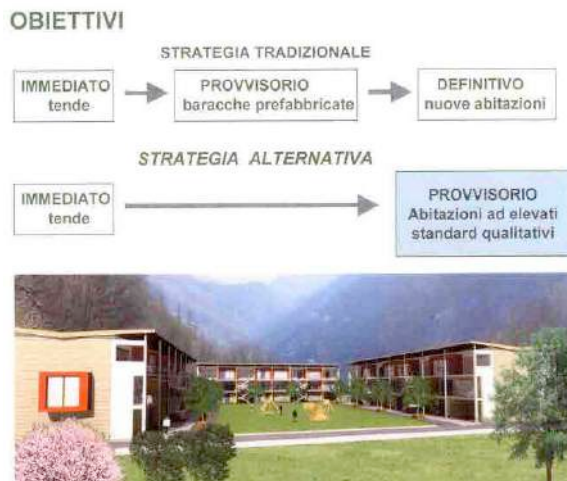 OBIETTIVI
STRATEGIA TRADIZIONALE
IMMEDIATO
tende
PROVVISORIO
baracche prefabbricate
DEFINITIVO
nuove abitazioni
STRATEGIA ALTERNATIVA
IMMEDIATO
tende
PROVVISORIO
Abitazioni ad elevati
standard qualitativi